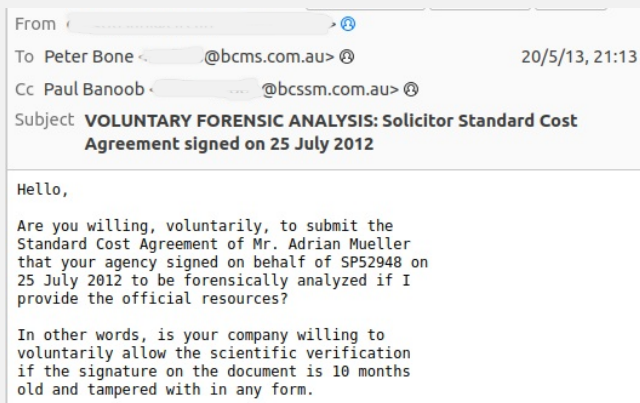 From
To Peter Bone @bcms.com.au> 20/5/13, 21:13
Cc Paul Banoob @bcssm.com.au>
Subject VOLUNTARY FORENSIC ANALYSIS: Solicitor Standard Cost
Agreement signed on 25 July 2012
Hello,
Are you willing, voluntarily, to submit the
Standard Cost Agreement of Mr. Adrian Mueller
that your agency signed on behalf of SP52948 on
25 July 2012 to be forensically analyzed if I
provide the official resources?
In other words, is your company willing to
voluntarily allow the scientific verification
if the signature on the document is 10 months
old and tampered with in any form.